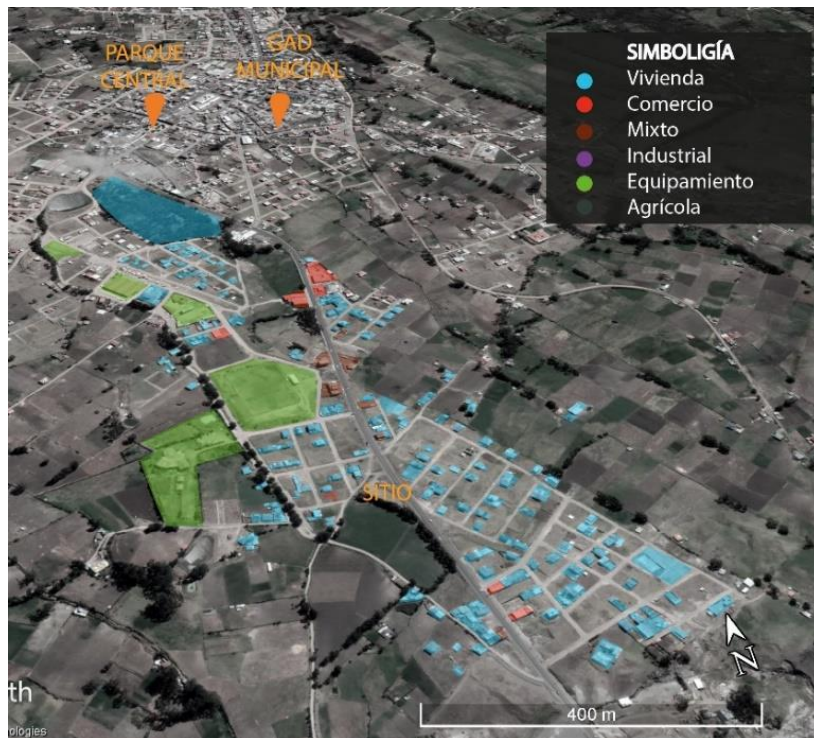 PARQUE
CENTRAL
GAD
MUNICIPAL
SIMBOLIGÍA
Vivienda
Comercio
Mixto
Industrial
Equipamiento
Agrícola
SITIO
N
400 m
th
ologies